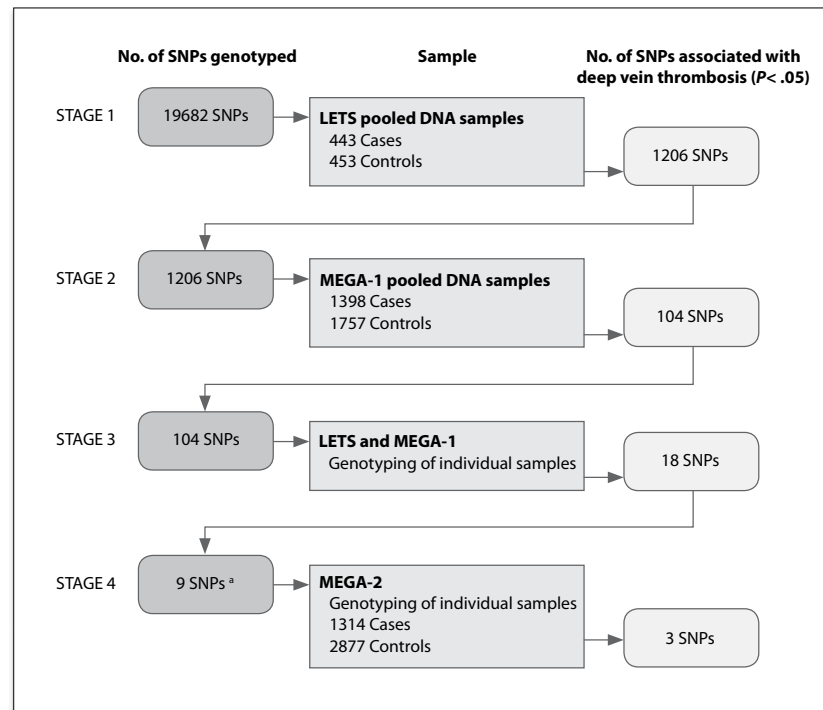 No. of SNPs genotyped
Sample
No. of SNPs associated with
deep vein thrombosis (P< .05)
STAGE 1
19682 SNPs
LETS pooled DNA samples
443 Cases
453 Controls
1206 SNPs
STAGE 2
1206 SNPs
MEGA-1 pooled DNA samples
1398 Cases
1757 Controls
104 SNPs
STAGE 3
104 SNPs
LETS and MEGA-1
Genotyping of individual samples
18 SNPs
STAGE 4
9 SNPs ª
MEGA-2
Genotyping of individual samples
1314 Cases
2877 Controls
3 SNPs